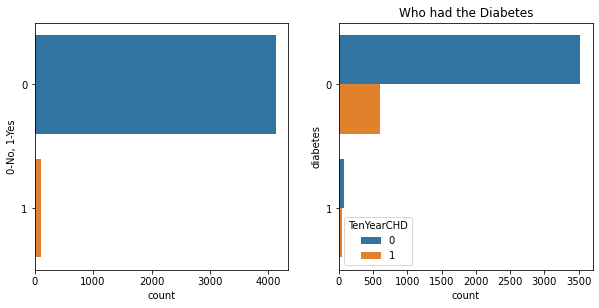 0-No, 1-Yes
0
1
0 1000 2000 3000 4000
count
Who had the Diabetes
diabetes
0
1
TenYearCHD
0
1
0 500 1000 1500 2000 2500 3000 3500
count